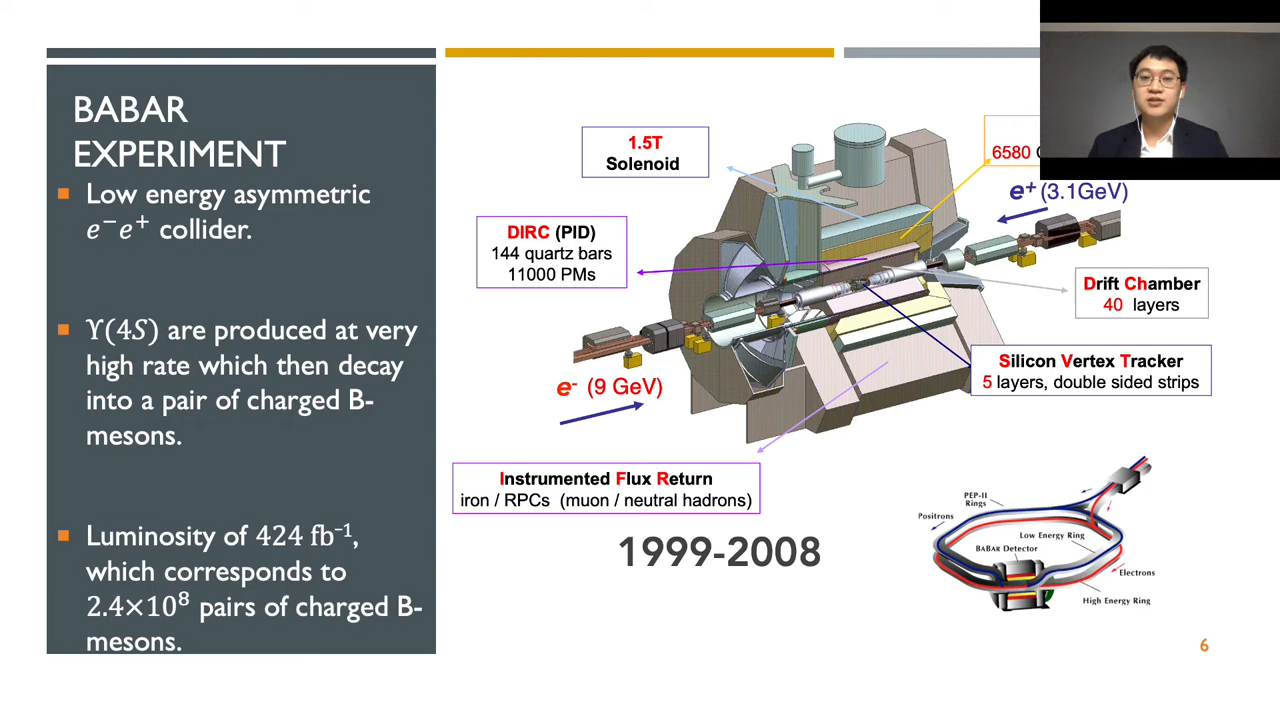 BABAR
EXPERIMENT
Low energy asymmetric
e⁻e⁺ collider.
ϒ(4S) are produced at very
high rate which then decay
into a pair of charged B-
mesons.
Luminosity of 424 fb⁻¹,
which corresponds to
2.4×10⁸ pairs of charged B-
mesons.
1.5T
Solenoid
6580
e⁺ (3.1GeV)
DIRC (PID)
144 quartz bars
11000 PMs
Drift Chamber
40 layers
Silicon Vertex Tracker
5 layers, double sided strips
e⁻ (9 GeV)
Instrumented Flux Return
iron / RPCs (muon / neutral hadrons)
1999-2008
PEP-II
Rings
Positrons
Low Energy Ring
BABAR Detector
Electrons
High Energy Ring
6